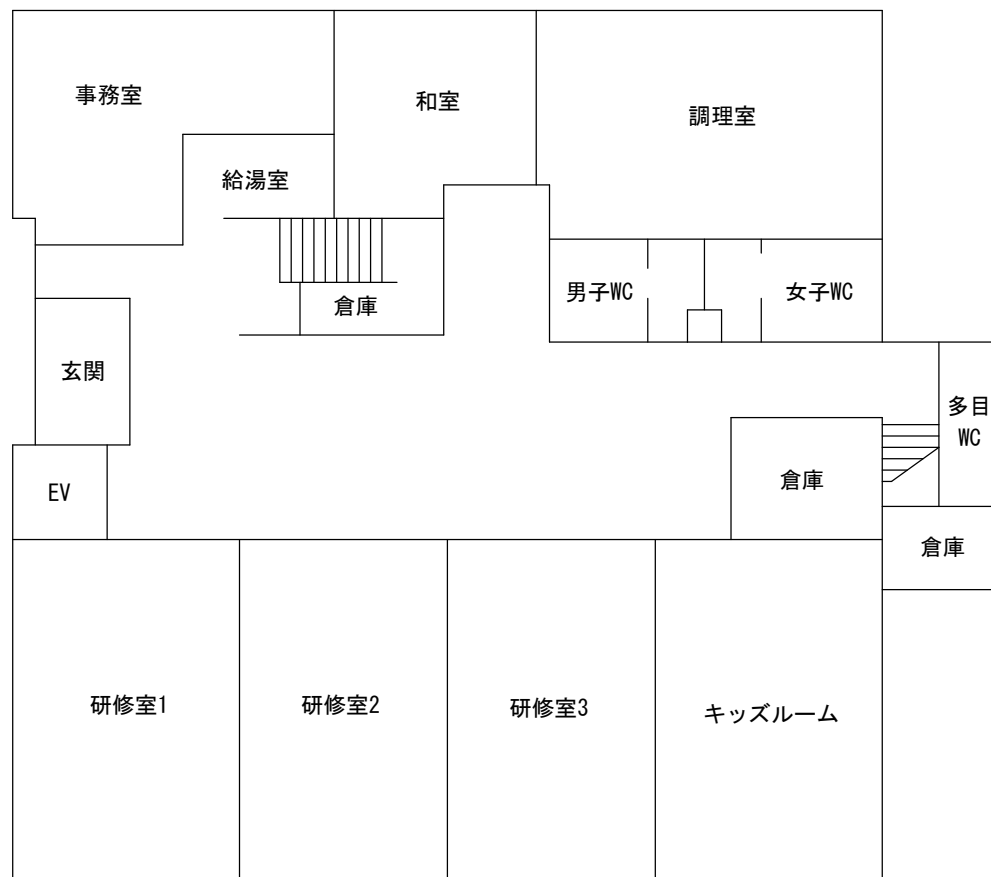 事務室
和室
調理室
給湯室
倉庫
男子WC
女子WC
玄関
多目
WC
EV
倉庫
倉庫
研修室1
研修室2
研修室3
キッズルーム